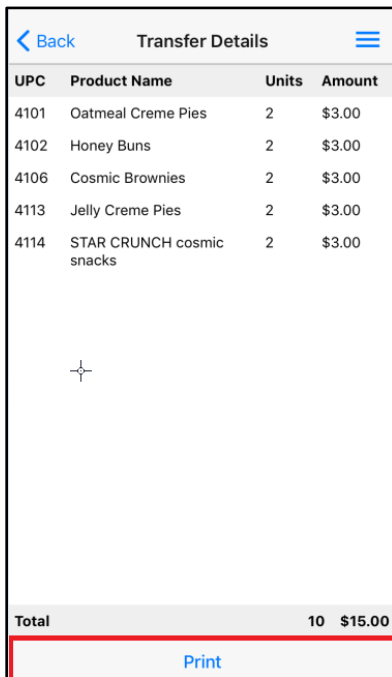 Back Transfer Details
UPC Product Name Units Amount
4101 Oatmeal Creme Pies 2 $3.00
4102 Honey Buns 2 $3.00
4106 Cosmic Brownies 2 $3.00
4113 Jelly Creme Pies 2 $3.00
4114 STAR CRUNCH cosmic 2 $3.00
snacks
Total 10 $15.00
Print